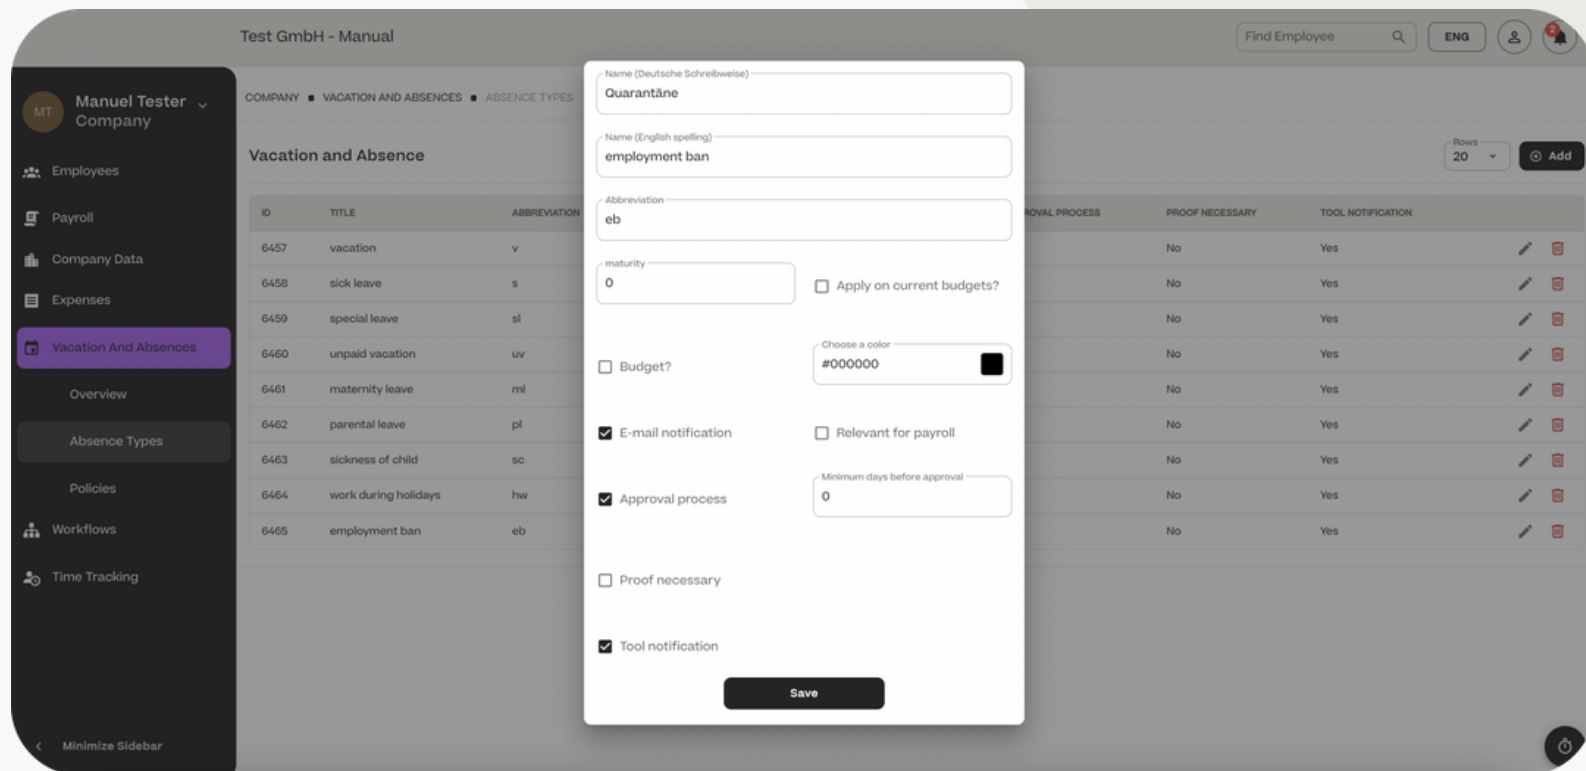 Test GmbH - Manual
Find Employee
ENG
2
MT
Manuel Tester
Company
Employees
Payroll
Company Data
Expenses
Vacation And Absences
Overview
Absence Types
Policies
Workflows
Time Tracking
Minimize Sidebar
COMPANY ■ VACATION AND ABSENCES ■ ABSENCE TYPES
Vacation and Absence
Rows
20
Add
ID TITLE ABBREVIATION ROVAL PROCESS PROOF NECESSARY TOOL NOTIFICATION
6457 vacation v No Yes
6458 sick leave s No Yes
6459 special leave sl No Yes
6460 unpaid vacation uv No Yes
6461 maternity leave ml No Yes
6462 parental leave pl No Yes
6463 sickness of child sc No Yes
6464 work during holidays hw No Yes
6465 employment ban eb No Yes
Name (Deutsche Schreibweise)
Quarantäne
Name (English spelling)
employment ban
Abbreviation
eb
maturity
0
Apply on current budgets?
Budget?
Choose a color
#000000
E-mail notification
Relevant for payroll
Approval process
Minimum days before approval
0
Proof necessary
Tool notification
Save